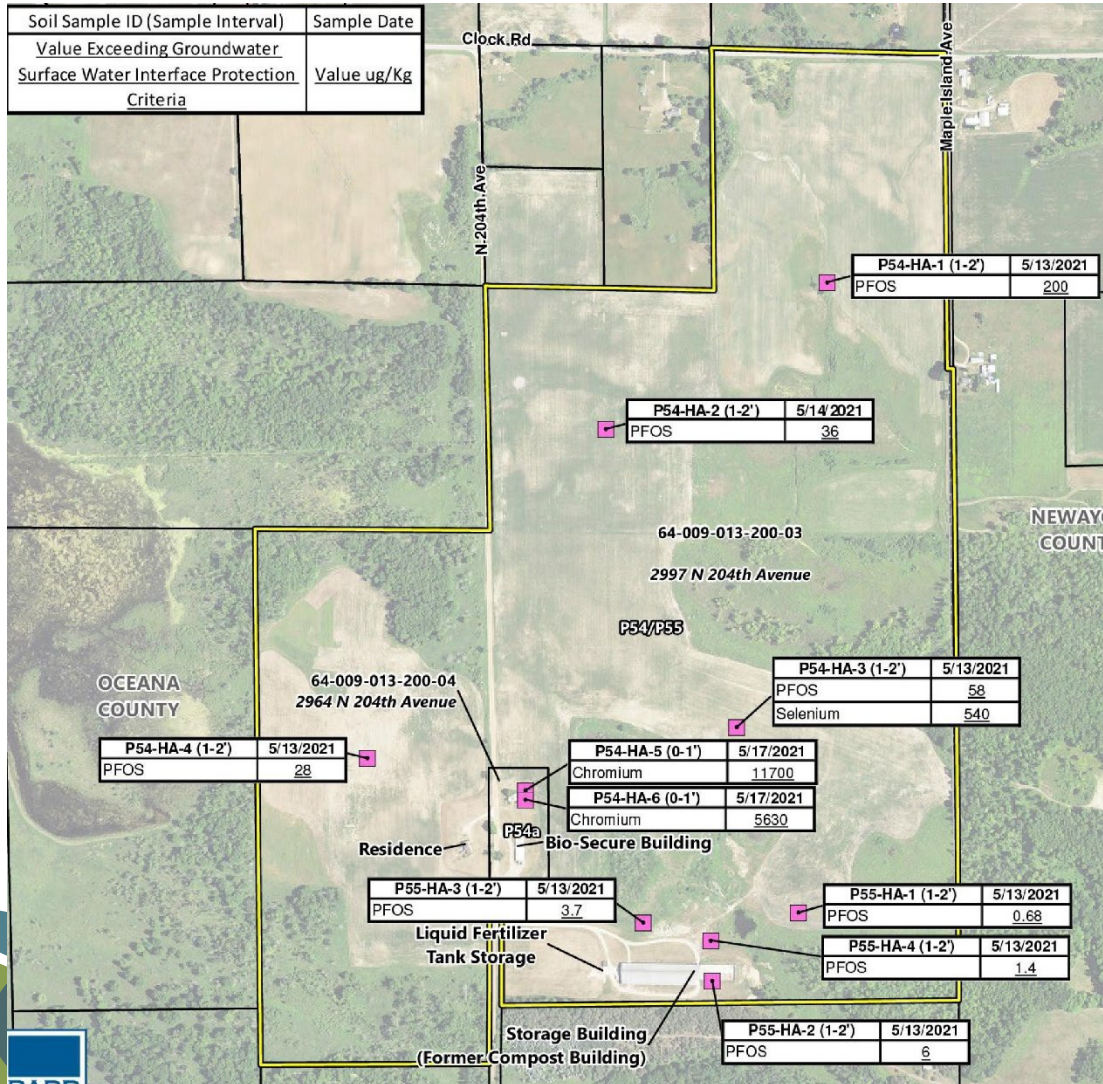 Soil Sample ID (Sample Interval) Sample Date
Value Exceeding Groundwater
Surface Water Interface Protection Value ug/Kg
Criteria
Clock Rd
Maple Island Ave
N 204th Ave
P54-HA-1 (1-2') 5/13/2021
PFOS 200
P54-HA-2 (1-2') 5/14/2021
PFOS 36
64-009-013-200-03
NEWAYGO
COUNT
2997 N 204th Avenue
P54/P55
P54-HA-3 (1-2') 5/13/2021
PFOS 58
Selenium 540
OCEANA
COUNTY
64-009-013-200-04
2964 N 204th Avenue
P54-HA-4 (1-2') 5/13/2021
PFOS 28
P54-HA-5 (0-1') 5/17/2021
Chromium 11700
P54-HA-6 (0-1') 5/17/2021
Chromium 5630
P54a
Residence
Bio-Secure Building
P55-HA-3 (1-2') 5/13/2021
PFOS 3.7
P55-HA-1 (1-2') 5/13/2021
PFOS 0.68
Liquid Fertilizer
Tank Storage
P55-HA-4 (1-2') 5/13/2021
PFOS 1.4
Storage Building
(Former Compost Building)
P55-HA-2 (1-2') 5/13/2021
PFOS 6